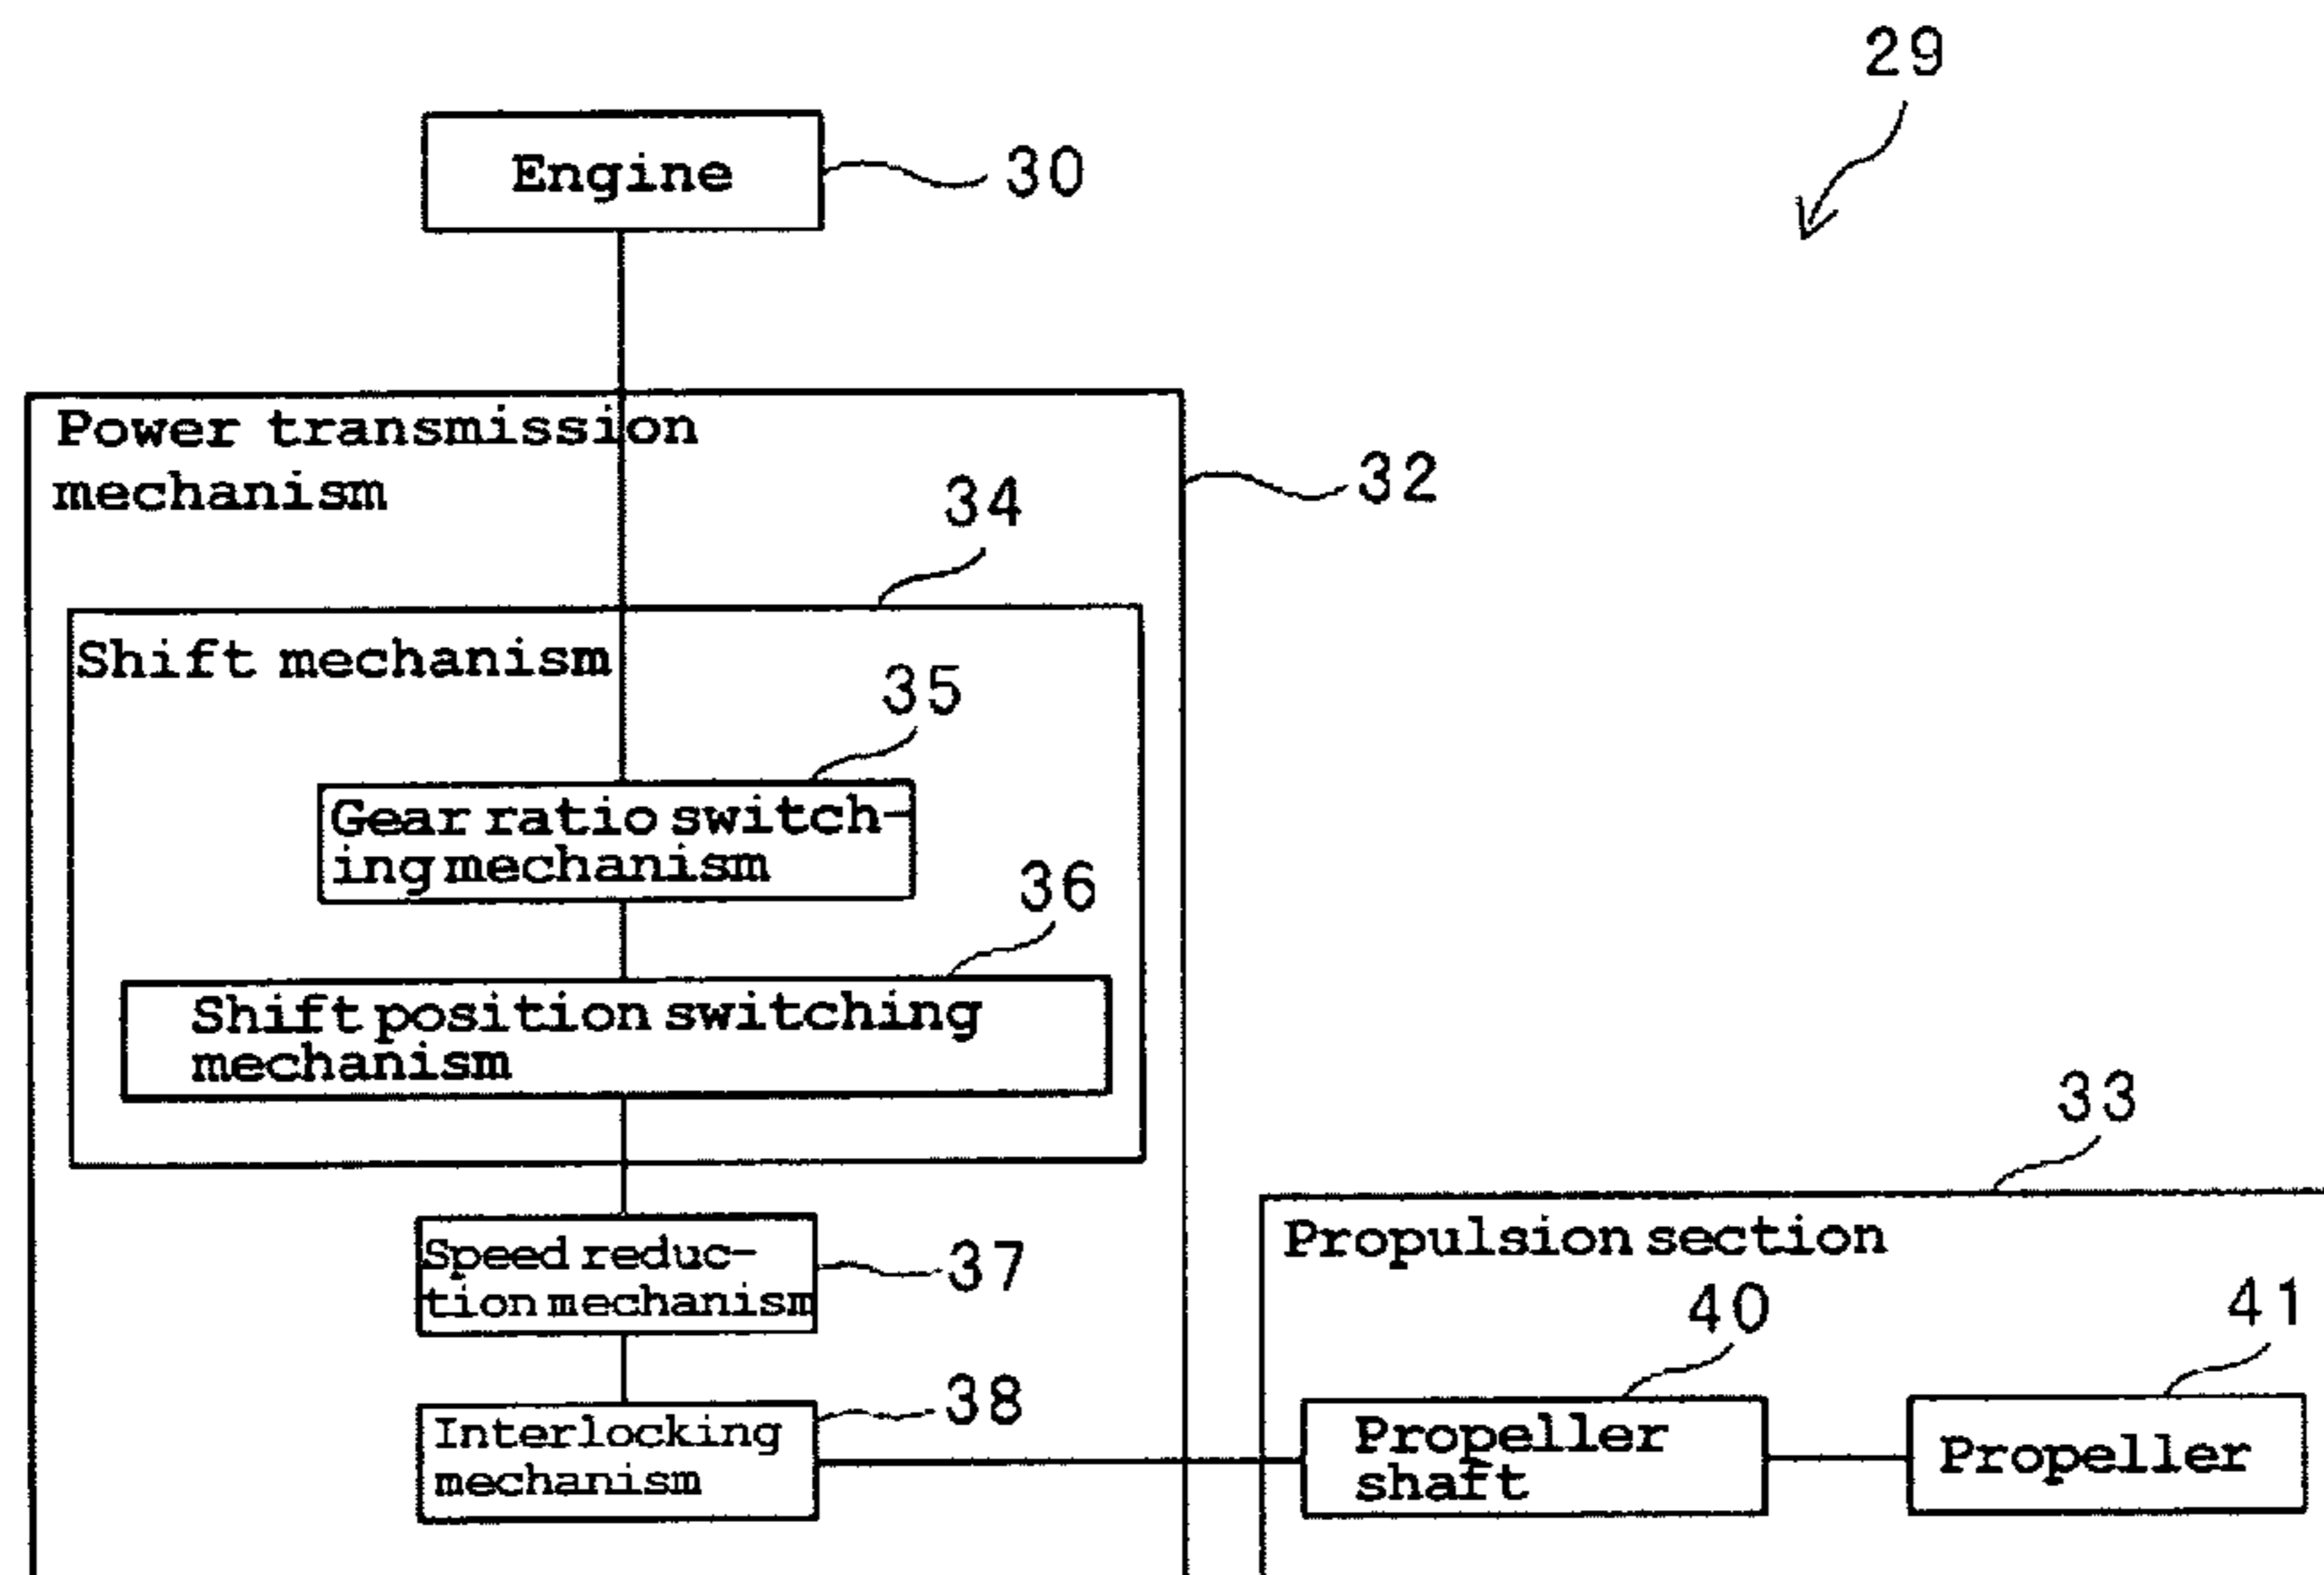 29
Engine
30
Power transmission
mechanism
32
34
Shift mechanism
35
Gear ratio switch-
ing mechanism
36
Shift position switching
mechanism
33
Propulsion section
Speed reduc-
tion mechanism
37
40
41
38
Interlocking
mechanism
Propeller
shaft
Propeller